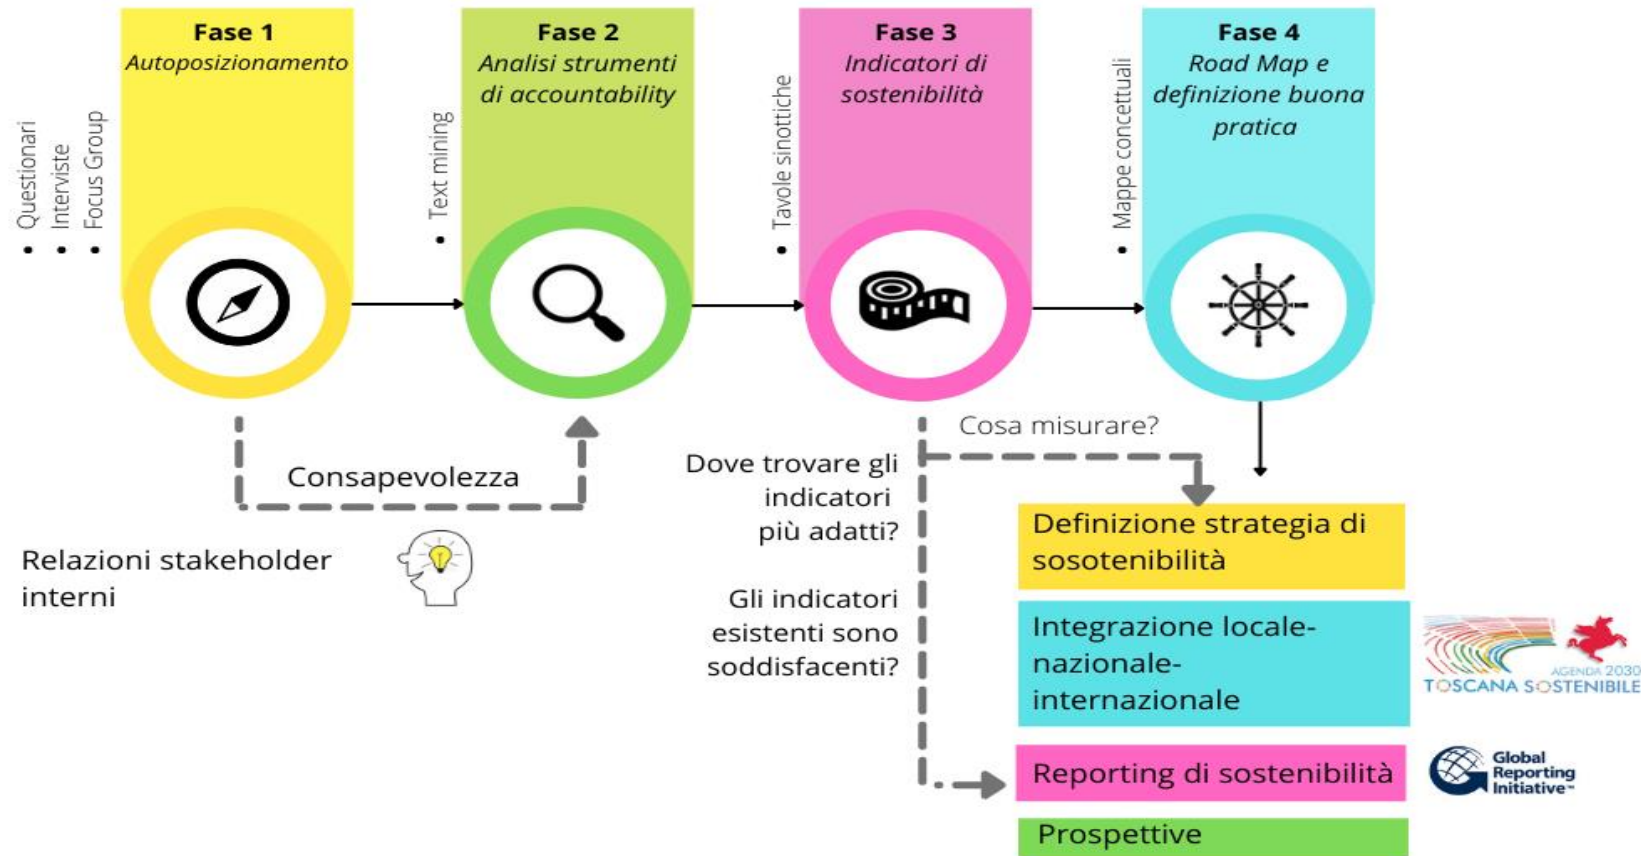 Fase 1
Autoposizionamento
• Questionari
• Interviste
• Focus Group
Fase 2
Analisi strumenti
di accountability
• Text mining
Fase 3
Indicatori di
sostenibilità
• Tavole sinottiche
Fase 4
Road Map e
definizione buona
pratica
• Mappe concettuali
Consapevolezza
Relazioni stakeholder
interni
Cosa misurare?
Dove trovare gli
indicatori
più adatti?
Gli indicatori
esistenti sono
soddisfacenti?
Definizione strategia di
sosotenibilità
Integrazione locale-
nazionale-
internazionale
AGENDA 2030
TOSCANA SOSTENIBILE
Reporting di sostenibilità
Global
Reporting
Initiative™
Prospettive